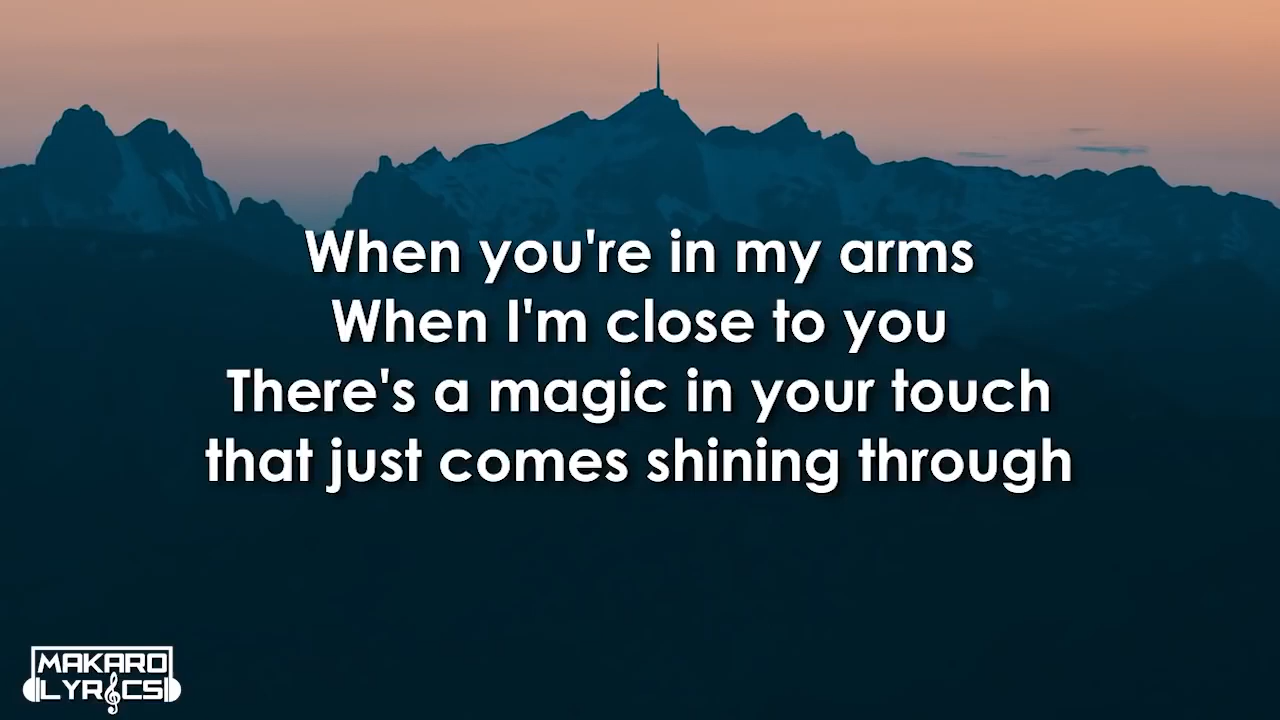 When you're in my arms
When I'm close to you
There's a magic in your touch
that just comes shining through
MAKARO
LYRICS